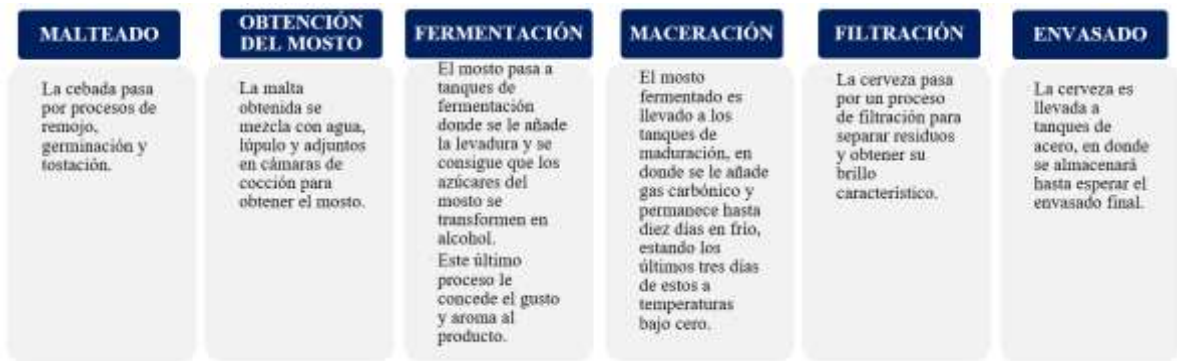 MALTEADO
La cebada pasa
por procesos de
remojo,
germinación y
tostación.
OBTENCIÓN
DEL MOSTO
La malta
obtenida se
mezcla con agua,
lúpulo y adjuntos
en cámaras de
cocción para
obtener el mosto.
FERMENTACIÓN
El mosto pasa a
tanques de
fermentación
donde se le añade
la levadura y se
consigue que los
azúcares del
mosto se
transformen en
alcohol.
Este último
proceso le
concede el gusto
y aroma al
producto.
MACERACIÓN
El mosto
fermentado es
llevado a los
tanques de
maduración, en
donde se le añade
gas carbónico y
permanece hasta
diez días en frío,
estando los
últimos tres días
de estos a
temperaturas
bajo cero.
FILTRACIÓN
La cerveza pasa
por un proceso
de filtración para
separar residuos
y obtener su
brillo
característico.
ENVASADO
La cerveza es
llevada a
tanques de
acero, en donde
se almacenará
hasta esperar el
envasado final.